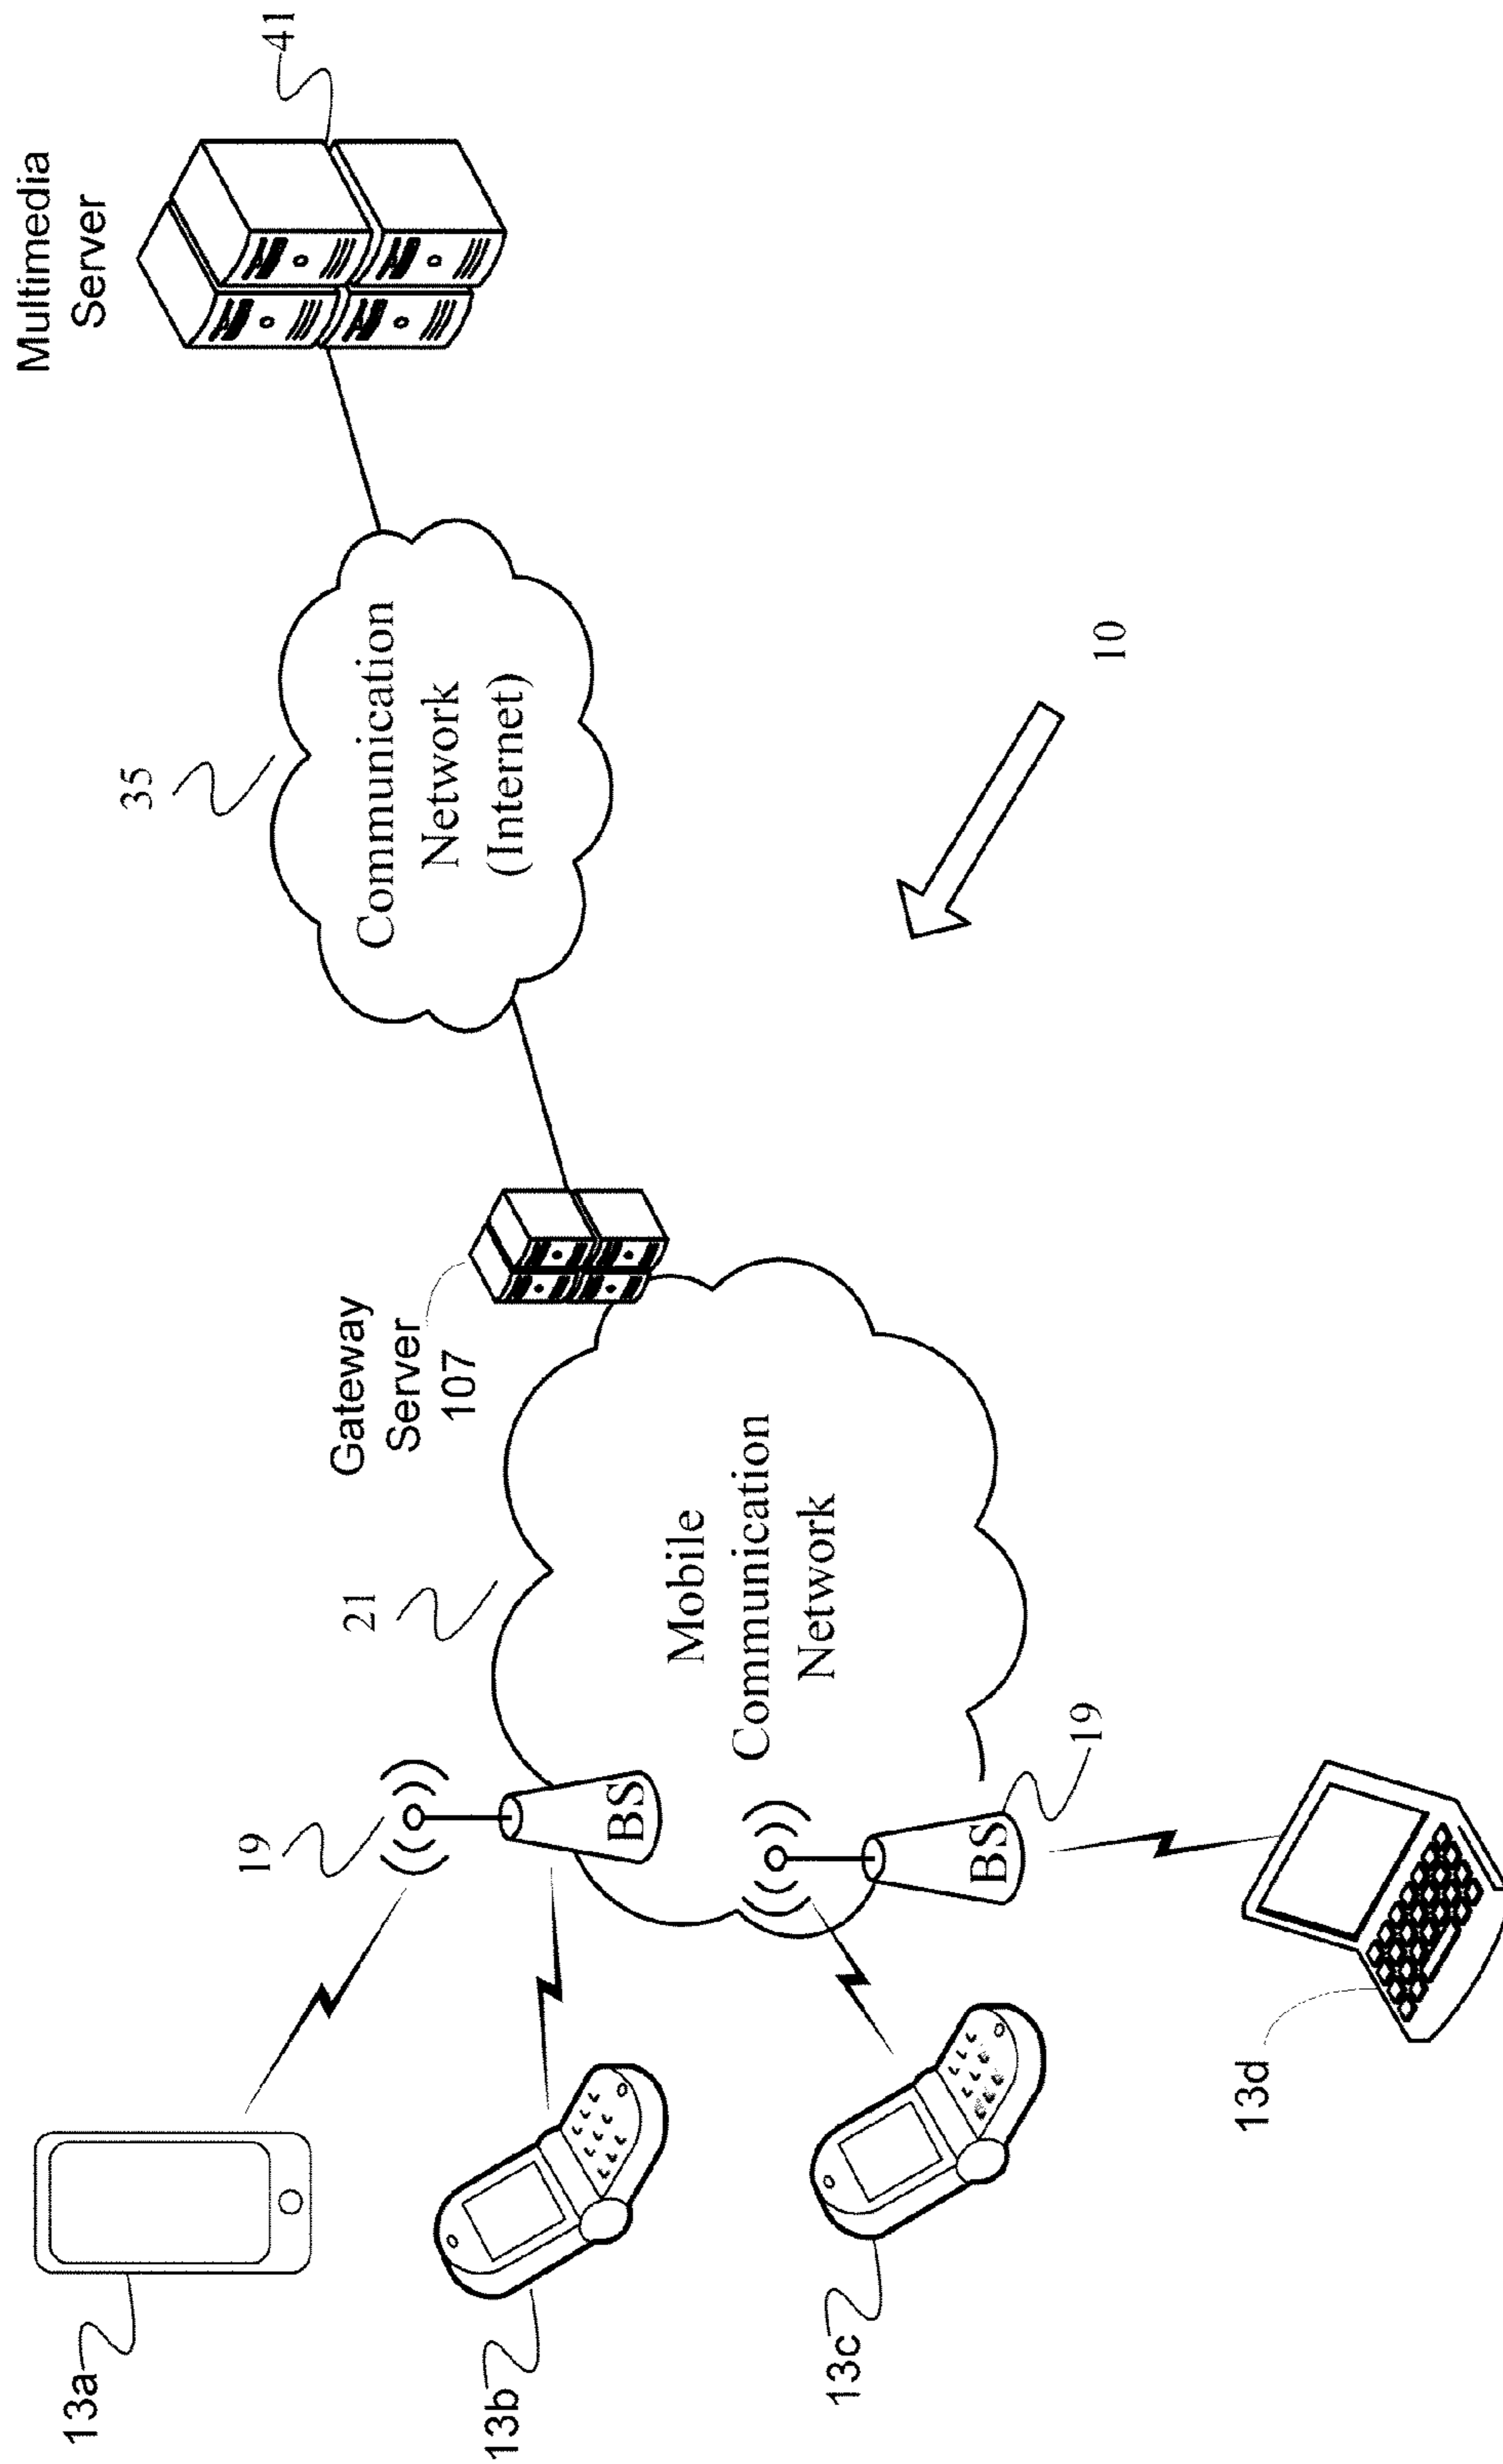 13a
19
21
Gateway
Server
107
35
Multimedia
Server
41
13b
BS
Mobile
Communication
Network
Communication
Network
(Internet)
13c
BS
19
13d
10